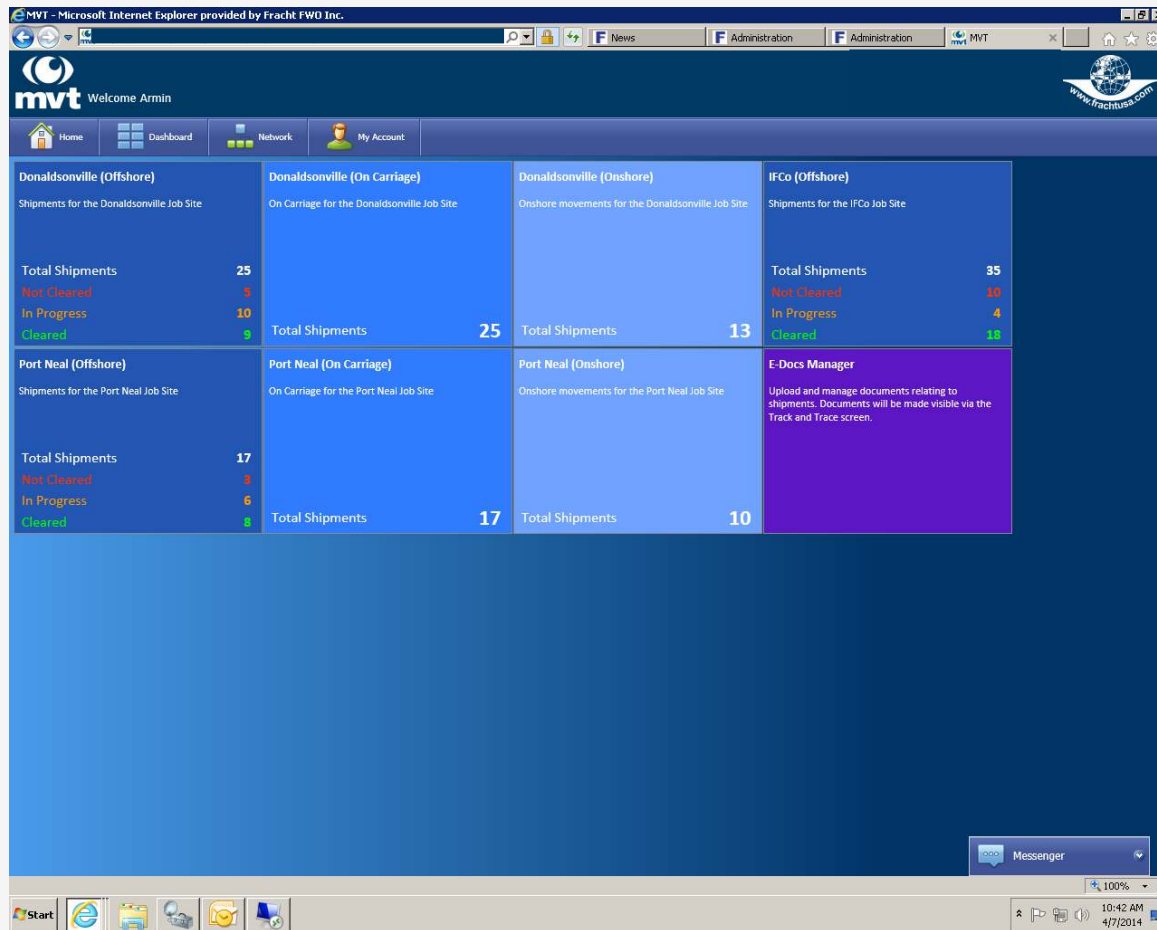 MVT - Microsoft Internet Explorer provided by Fracht FWO Inc.
News
Administration
Administration
MVT
mvt Welcome Armin
www.frachtusa.com
Home
Dashboard
Network
My Account
Donaldsonville (Offshore)
Shipments for the Donaldsonville Job Site
Total Shipments 25
Not Cleared 5
In Progress 10
Cleared 9
Donaldsonville (On Carriage)
On Carriage for the Donaldsonville Job Site
Total Shipments 25
Donaldsonville (Onshore)
Onshore movements for the Donaldsonville Job Site
Total Shipments 13
IFCo (Offshore)
Shipments for the IFCo Job Site
Total Shipments 35
Not Cleared 10
In Progress 4
Cleared 18
Port Neal (Offshore)
Shipments for the Port Neal Job Site
Total Shipments 17
Not Cleared 3
In Progress 6
Cleared 8
Port Neal (On Carriage)
On Carriage for the Port Neal Job Site
Total Shipments 17
Port Neal (Onshore)
Onshore movements for the Port Neal Job Site
Total Shipments 10
E-Docs Manager
Upload and manage documents relating to
shipments. Documents will be made visible via the
Track and Trace screen.
Messenger
100%
Start
10:42 AM
4/7/2014